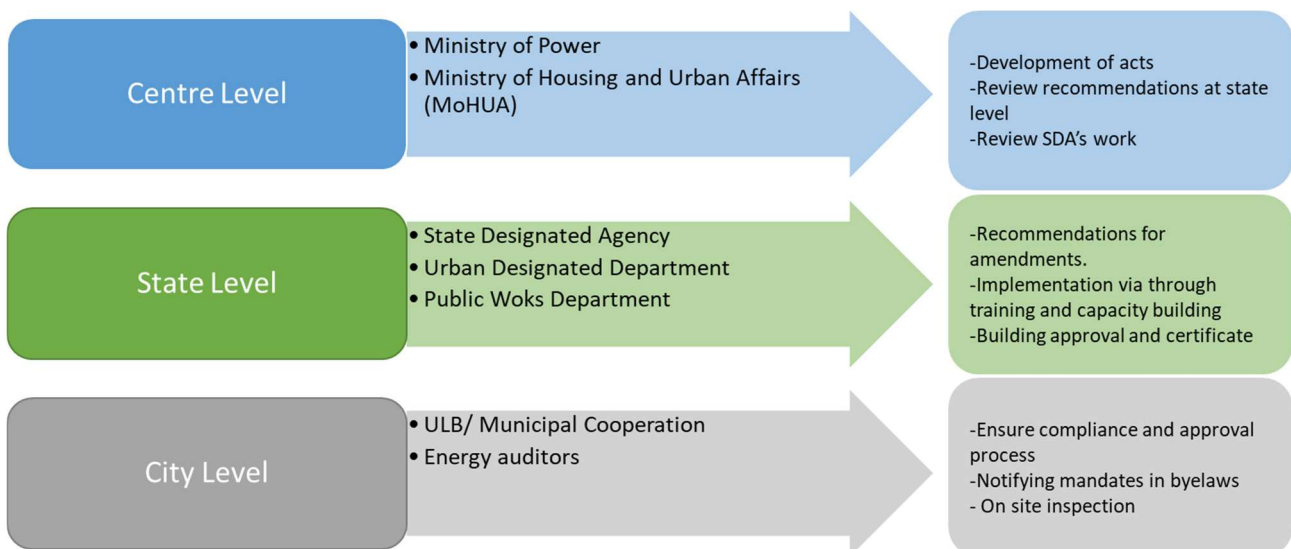 Centre Level
• Ministry of Power
• Ministry of Housing and Urban Affairs
(MoHUA)
-Development of acts
-Review recommendations at state
level
-Review SDA's work
State Level
• State Designated Agency
• Urban Designated Department
• Public Woks Department
-Recommendations for
amendments.
-Implementation via through
training and capacity building
-Building approval and certificate
City Level
• ULB/ Municipal Cooperation
• Energy auditors
-Ensure compliance and approval
process
-Notifying mandates in byelaws
- On site inspection